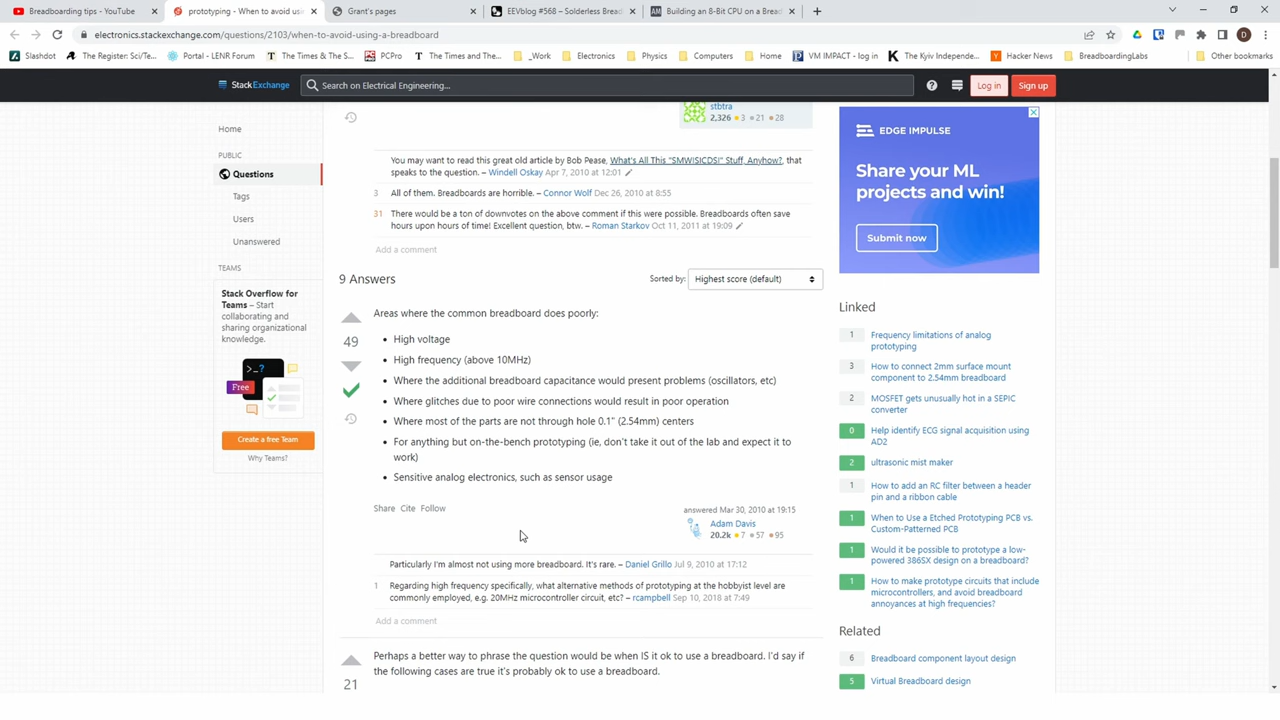 Breadboarding tips - YouTube
prototyping - When to avoid usi
Grant's pages
EEVblog #568 – Solderless Bread
Building an 8-Bit CPU on a Bread
electronics.stackexchange.com/questions/2103/when-to-avoid-using-a-breadboard
Slashdot
The Register: Sci/Te...
Portal - LENR Forum
The Times & The S...
PCPro
The Times and The...
_Work
Electronics
Physics
Computers
Home
VM IMPACT - log in
The Kyiv Independe...
Hacker News
BreadboardingLabs
Other bookmarks
StackExchange
Search on Electrical Engineering...
Log in
Sign up
Home
PUBLIC
Questions
Tags
Users
Unanswered
TEAMS
Stack Overflow for
Teams – Start
collaborating and
sharing organizational
knowledge.
>_?
Free
Create a free Team
Why Teams?
stbtra
2,326 3 21 28
You may want to read this great old article by Bob Pease, What's All This "SMWISICDSI" Stuff, Anyhow?, that
speaks to the question. – Windell Oskay Apr 7, 2010 at 12:01
3 All of them. Breadboards are horrible. – Connor Wolf Dec 26, 2010 at 8:55
31 There would be a ton of downvotes on the above comment if this were possible. Breadboards often save
hours upon hours of time! Excellent question, btw. – Roman Starkov Oct 11, 2011 at 19:09
Add a comment
9 Answers
Sorted by: Highest score (default)
49
Areas where the common breadboard does poorly:
• High voltage
• High frequency (above 10MHz)
• Where the additional breadboard capacitance would present problems (oscillators, etc)
• Where glitches due to poor wire connections would result in poor operation
• Where most of the parts are not through hole 0.1" (2.54mm) centers
• For anything but on-the-bench prototyping (ie, don't take it out of the lab and expect it to
work)
• Sensitive analog electronics, such as sensor usage
Share Cite Follow
answered Mar 30, 2010 at 19:15
Adam Davis
20.2k 7 57 95
Particularly I'm almost not using more breadboard. It's rare. – Daniel Grillo Jul 9, 2010 at 17:12
1 Regarding high frequency specifically, what alternative methods of prototyping at the hobbyist level are
commonly employed, e.g. 20MHz microcontroller circuit, etc? – rcampbell Sep 10, 2018 at 7:49
Add a comment
21
Perhaps a better way to phrase the question would be when IS it ok to use a breadboard. I'd say if
the following cases are true it's probably ok to use a breadboard.
EDGE IMPULSE
Share your ML
projects and win!
Submit now
Linked
1 Frequency limitations of analog
prototyping
3 How to connect 2mm surface mount
component to 2.54mm breadboard
2 MOSFET gets unusually hot in a SEPIC
converter
0 Help identify ECG signal acquisition using
AD2
2 ultrasonic mist maker
1 How to add an RC filter between a header
pin and a ribbon cable
1 When to Use a Etched Prototyping PCB vs.
Custom-Patterned PCB
1 Would it be possible to prototype a low-
powered 386SX design on a breadboard?
1 How to make prototype circuits that include
microcontrollers, and avoid breadboard
annoyances at high frequencies?
Related
6 Breadboard component layout design
5 Virtual Breadboard design